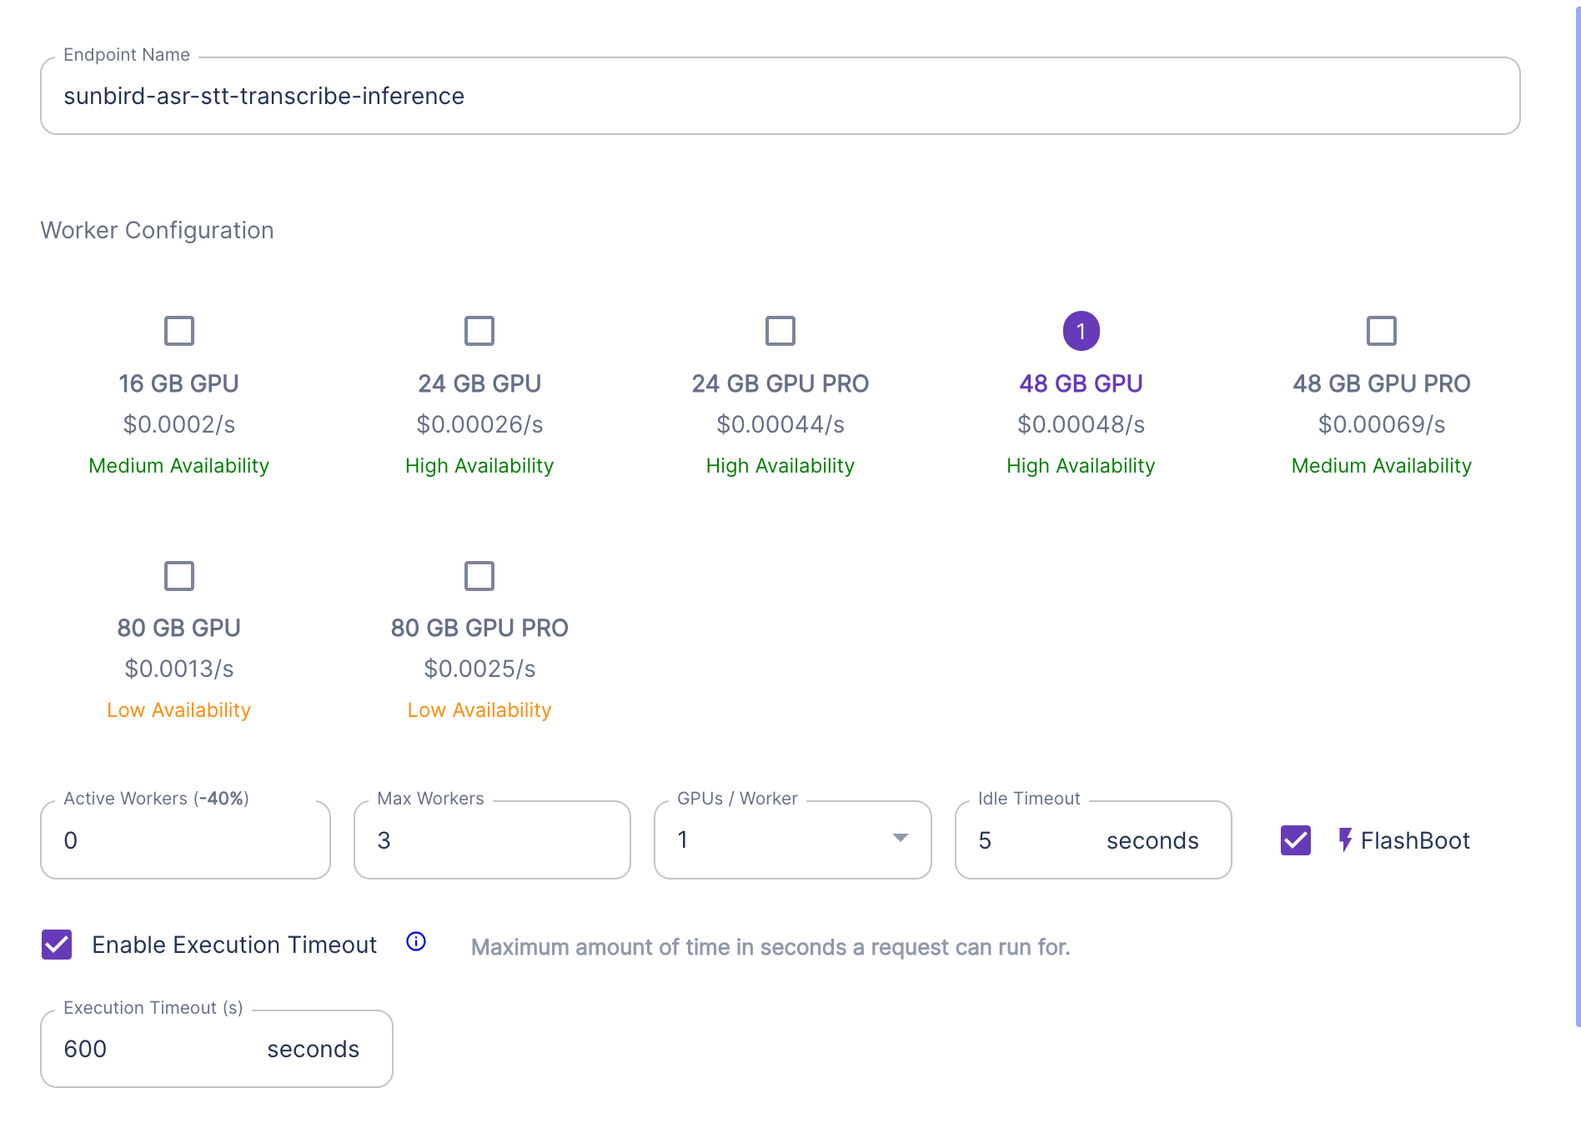 Endpoint Name
sunbird-asr-stt-transcribe-inference
Worker Configuration
1
16 GB GPU
24 GB GPU
24 GB GPU PRO
48 GB GPU
48 GB GPU PRO
$0.0002/s
$0.00026/s
$0.00044/s
$0.00048/s
$0.00069/s
Medium Availability
High Availability
High Availability
High Availability
Medium Availability
80 GB GPU
80 GB GPU PRO
$0.0013/s
$0.0025/s
Low Availability
Low Availability
Active Workers (-40%)
Max Workers
GPUs / Worker
Idle Timeout
0
3
1
5 seconds
FlashBoot
Enable Execution Timeout
Maximum amount of time in seconds a request can run for.
Execution Timeout (s)
600 seconds